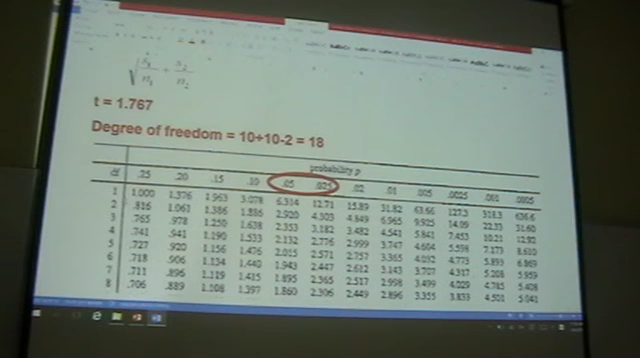 √ s₁/n₁ + s₂/n₂
t = 1.767
Degree of freedom = 10+10-2 = 18
probability p
df .25 .20 .15 .10 .05 .025 .02 .01 .005 .0025 .001 .0005
1 1.000 1.376 1.963 3.078 6.314 12.71 15.89 31.82 63.66 127.3 318.3 636.6
2 .816 1.061 1.386 1.886 2.920 4.303 4.849 6.965 9.925 14.09 22.33 31.60
3 .765 .978 1.250 1.638 2.353 3.182 3.482 4.541 5.841 7.453 10.21 12.92
4 .741 .941 1.190 1.533 2.132 2.776 2.999 3.747 4.604 5.598 7.173 8.610
5 .727 .920 1.156 1.476 2.015 2.571 2.757 3.365 4.032 4.773 5.893 6.869
6 .718 .906 1.134 1.440 1.943 2.447 2.612 3.143 3.707 4.317 5.208 5.959
7 .711 .896 1.119 1.415 1.895 2.365 2.517 2.998 3.499 4.029 4.785 5.408
8 .706 .889 1.108 1.397 1.860 2.306 2.449 2.896 3.355 3.833 4.501 5.041